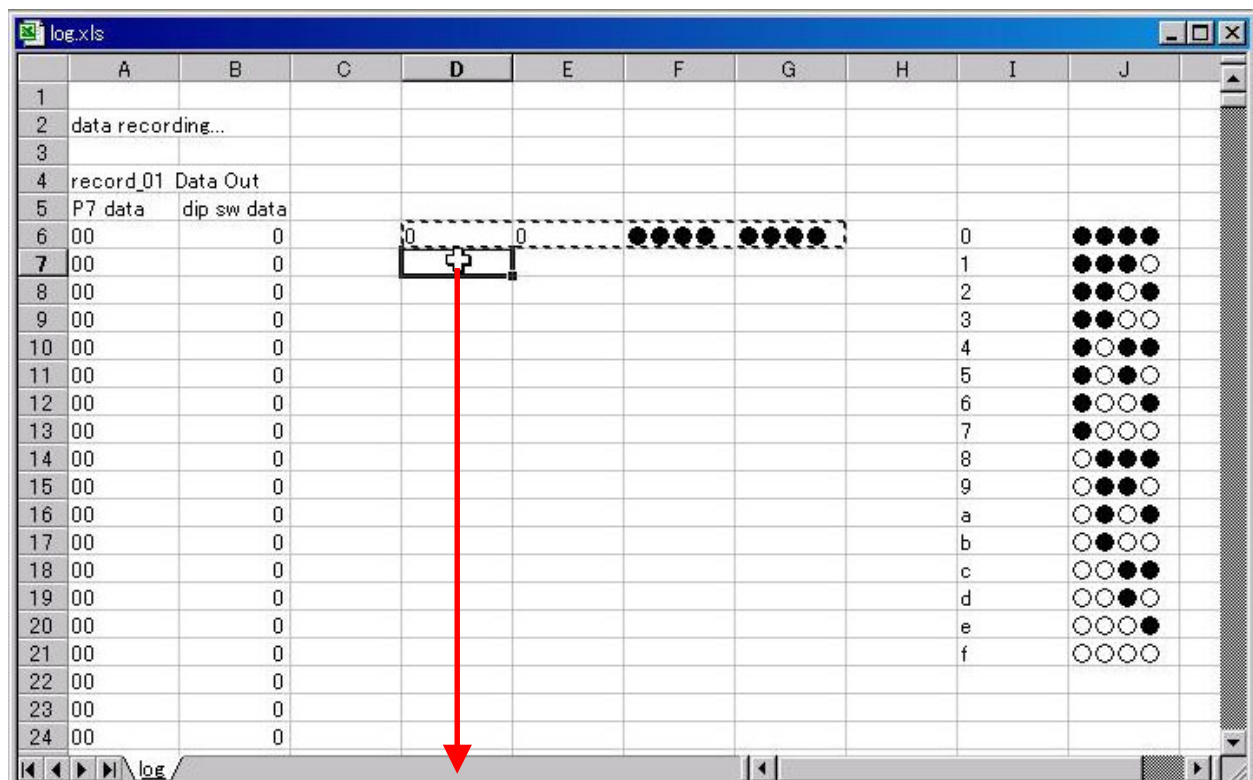 log.xls
A B C D E F G H I J
1
2 data recording...
3
4 record_01 Data Out
5 P7 data dip sw data
6 00 0 0 0 ●●●● ●●●● 0 ●●●●
7 00 0 1 ●●●○
8 00 0 2 ●●○●
9 00 0 3 ●●○○
10 00 0 4 ●○●●
11 00 0 5 ●○●○
12 00 0 6 ●○○●
13 00 0 7 ●○○○
14 00 0 8 ○●●●
15 00 0 9 ○●●○
16 00 0 a ○●○●
17 00 0 b ○●○○
18 00 0 c ○○●●
19 00 0 d ○○●○
20 00 0 e ○○○●
21 00 0 f ○○○○
22 00 0
23 00 0
24 00 0
log